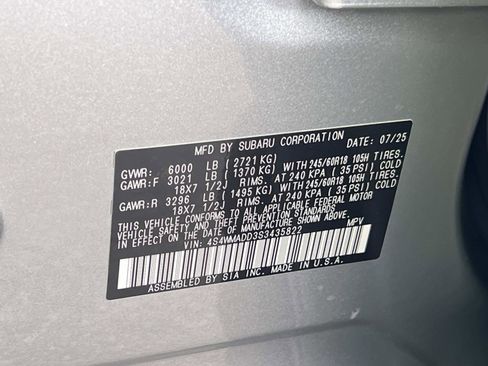 MFD BY SUBARU CORPORATION DATE: 07/25
GVWR: 6000 LB (2721 KG)
GAWR:F 3021 LB (1370 KG) WITH 245/60R18 105H TIRES.
18X7 1/2J RIMS. AT 240 KPA (35 PSI) COLD
GAWR:R 3296 LB (1495 KG) WITH 245/60R18 105H TIRES.
18X7 1/2J RIMS. AT 240 KPA (35 PSI) COLD
THIS VEHICLE CONFORMS TO ALL APPLICABLE FEDERAL MOTOR
VEHICLE SAFETY AND THEFT PREVENTION STANDARDS
IN EFFECT ON THE DATE OF MANUFACTURE SHOWN ABOVE.
VIN: 4S4WMADD3S3435822 MPV
ASSEMBLED BY SIA INC. MADE IN U.S.A.